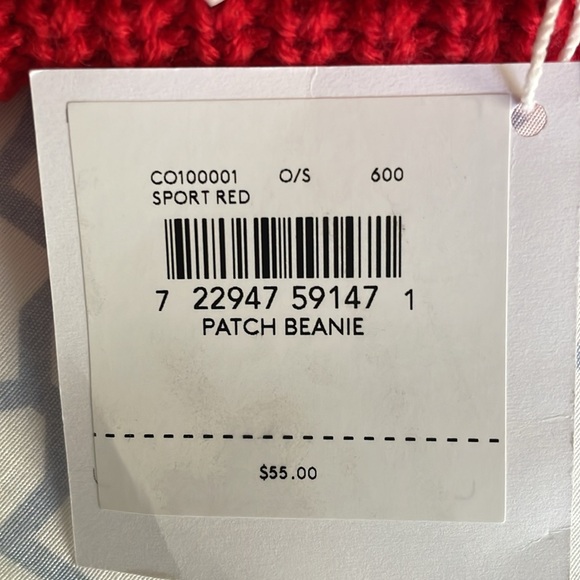 CO100001 O/S 600
SPORT RED
7 22947 59147 1
PATCH BEANIE
$55.00